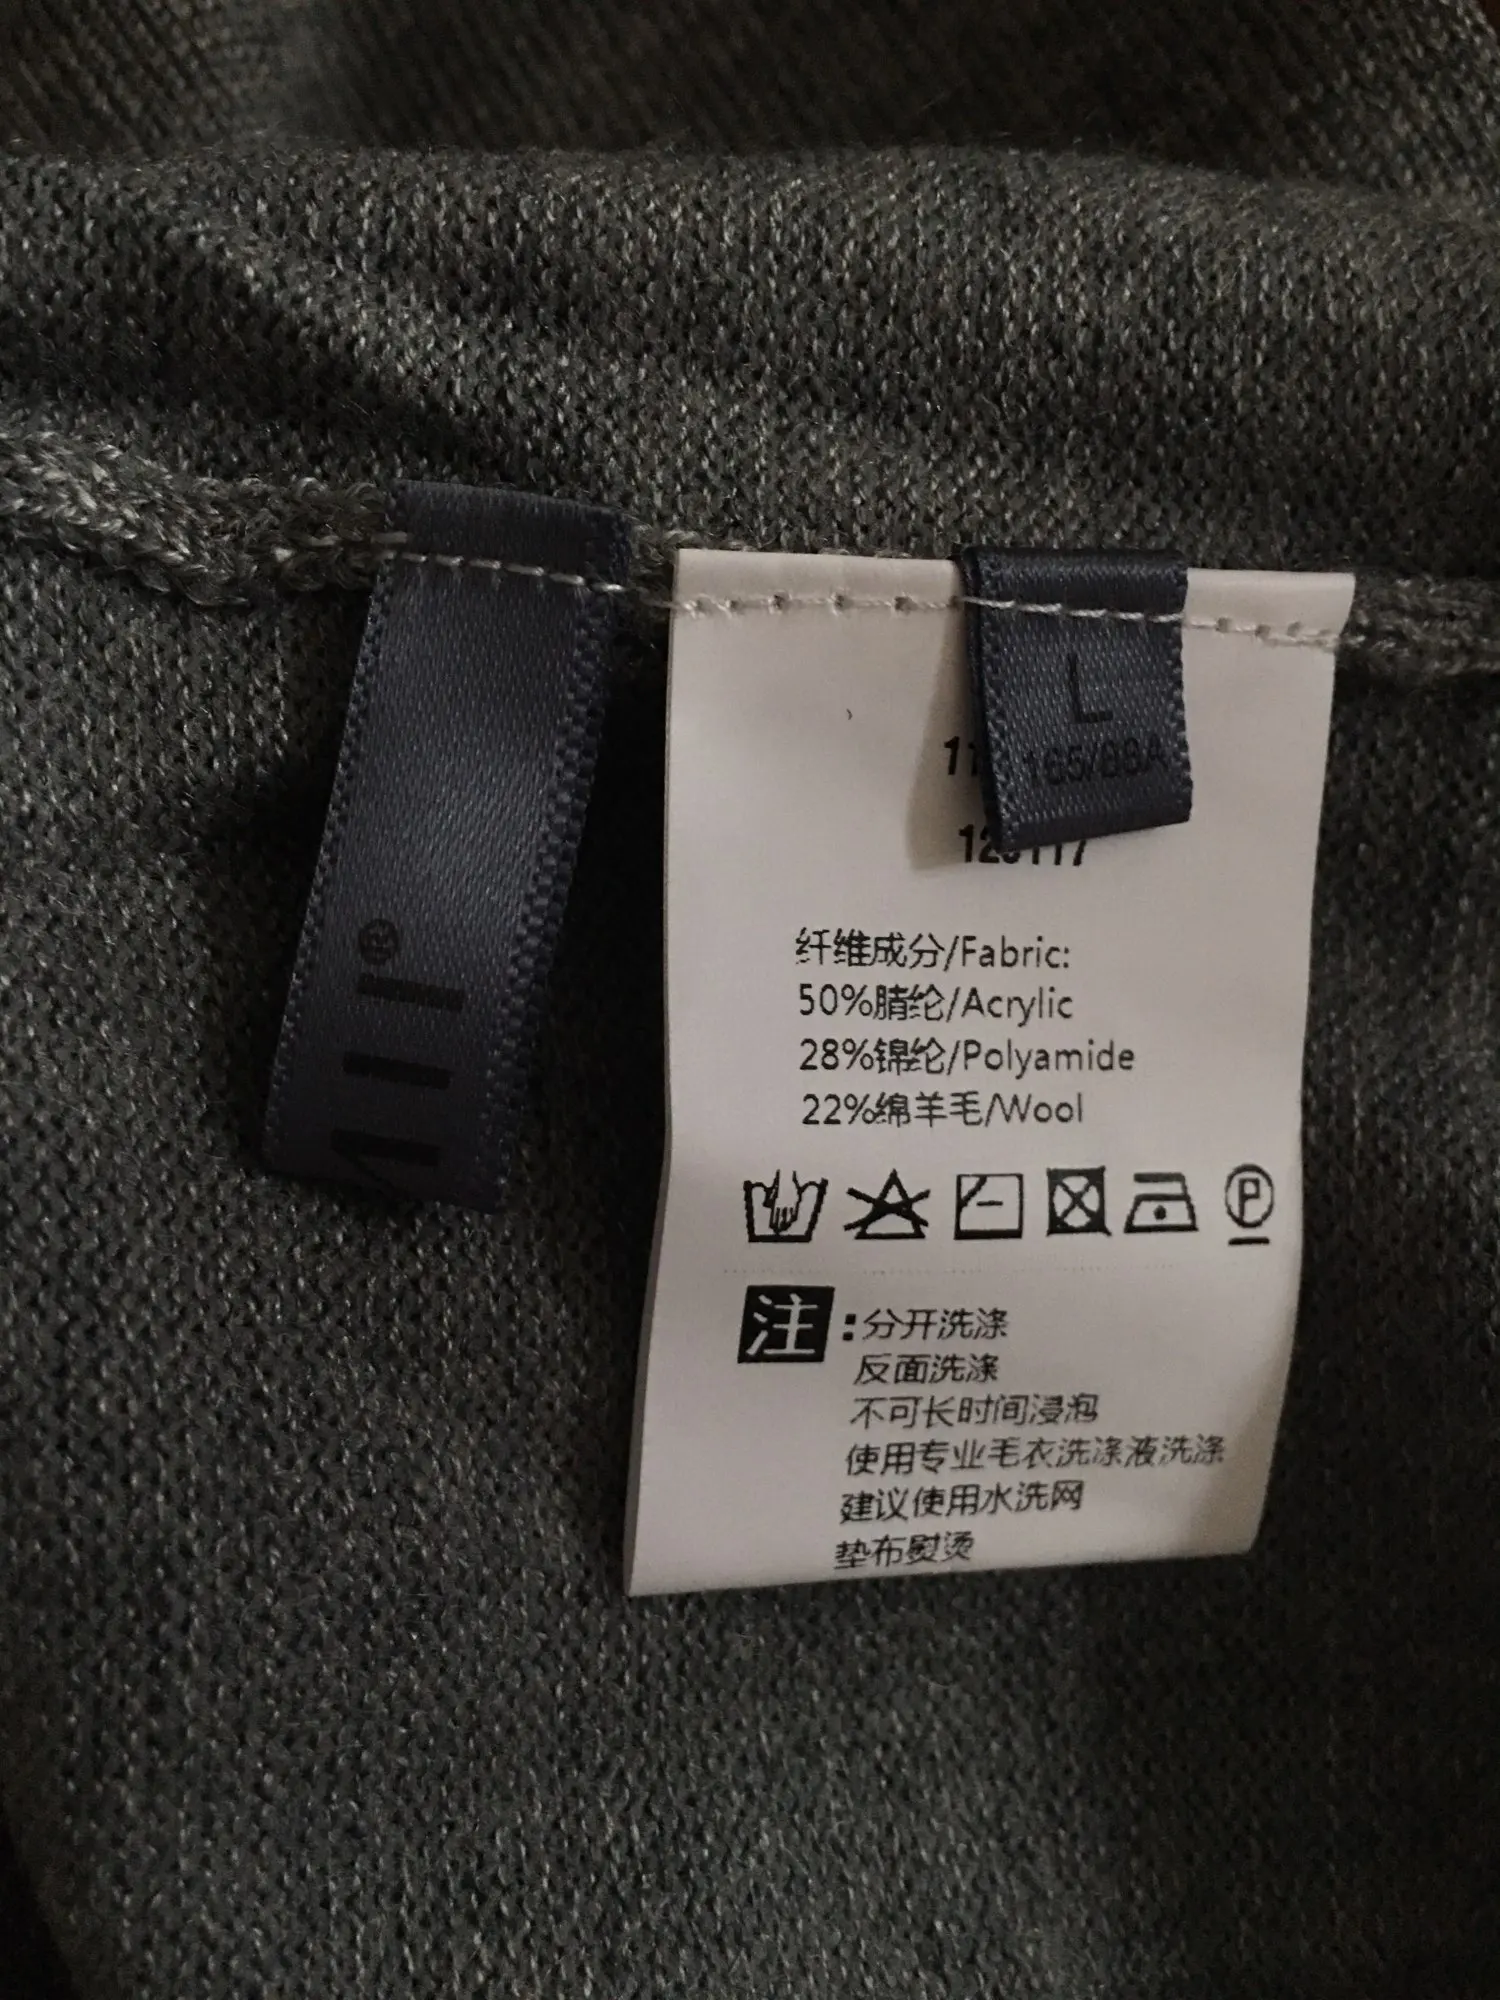 L
165/88A
纤维成分/Fabric:
50%腈纶/Acrylic
28%锦纶/Polyamide
22%绵羊毛/Wool
P
注:分开洗涤
反面洗涤
不可长时间浸泡
使用专业毛衣洗涤液洗涤
建议使用水洗网
垫布熨烫